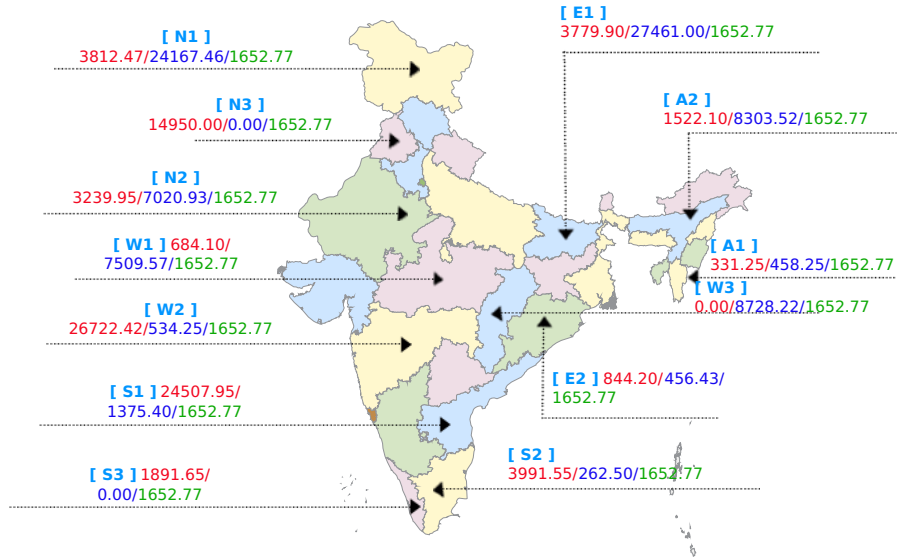 [ E1 ]
3779.90/27461.00/1652.77
[ N1 ]
3812.47/24167.46/1652.77
[ N3 ]
14950.00/0.00/1652.77
[ A2 ]
1522.10/8303.52/1652.77
[ N2 ]
3239.95/7020.93/1652.77
[ W1 ] 684.10/
7509.57/1652.77
[ A1 ]
331.25/458.25/1652.77
[ W3 ]
0.00/8728.22/1652.77
[ W2 ]
26722.42/534.25/1652.77
[ E2 ] 844.20/456.43/
1652.77
[ S1 ] 24507.95/
1375.40/1652.77
[ S2 ]
3991.55/262.50/1652.77
[ S3 ] 1891.65/
0.00/1652.77